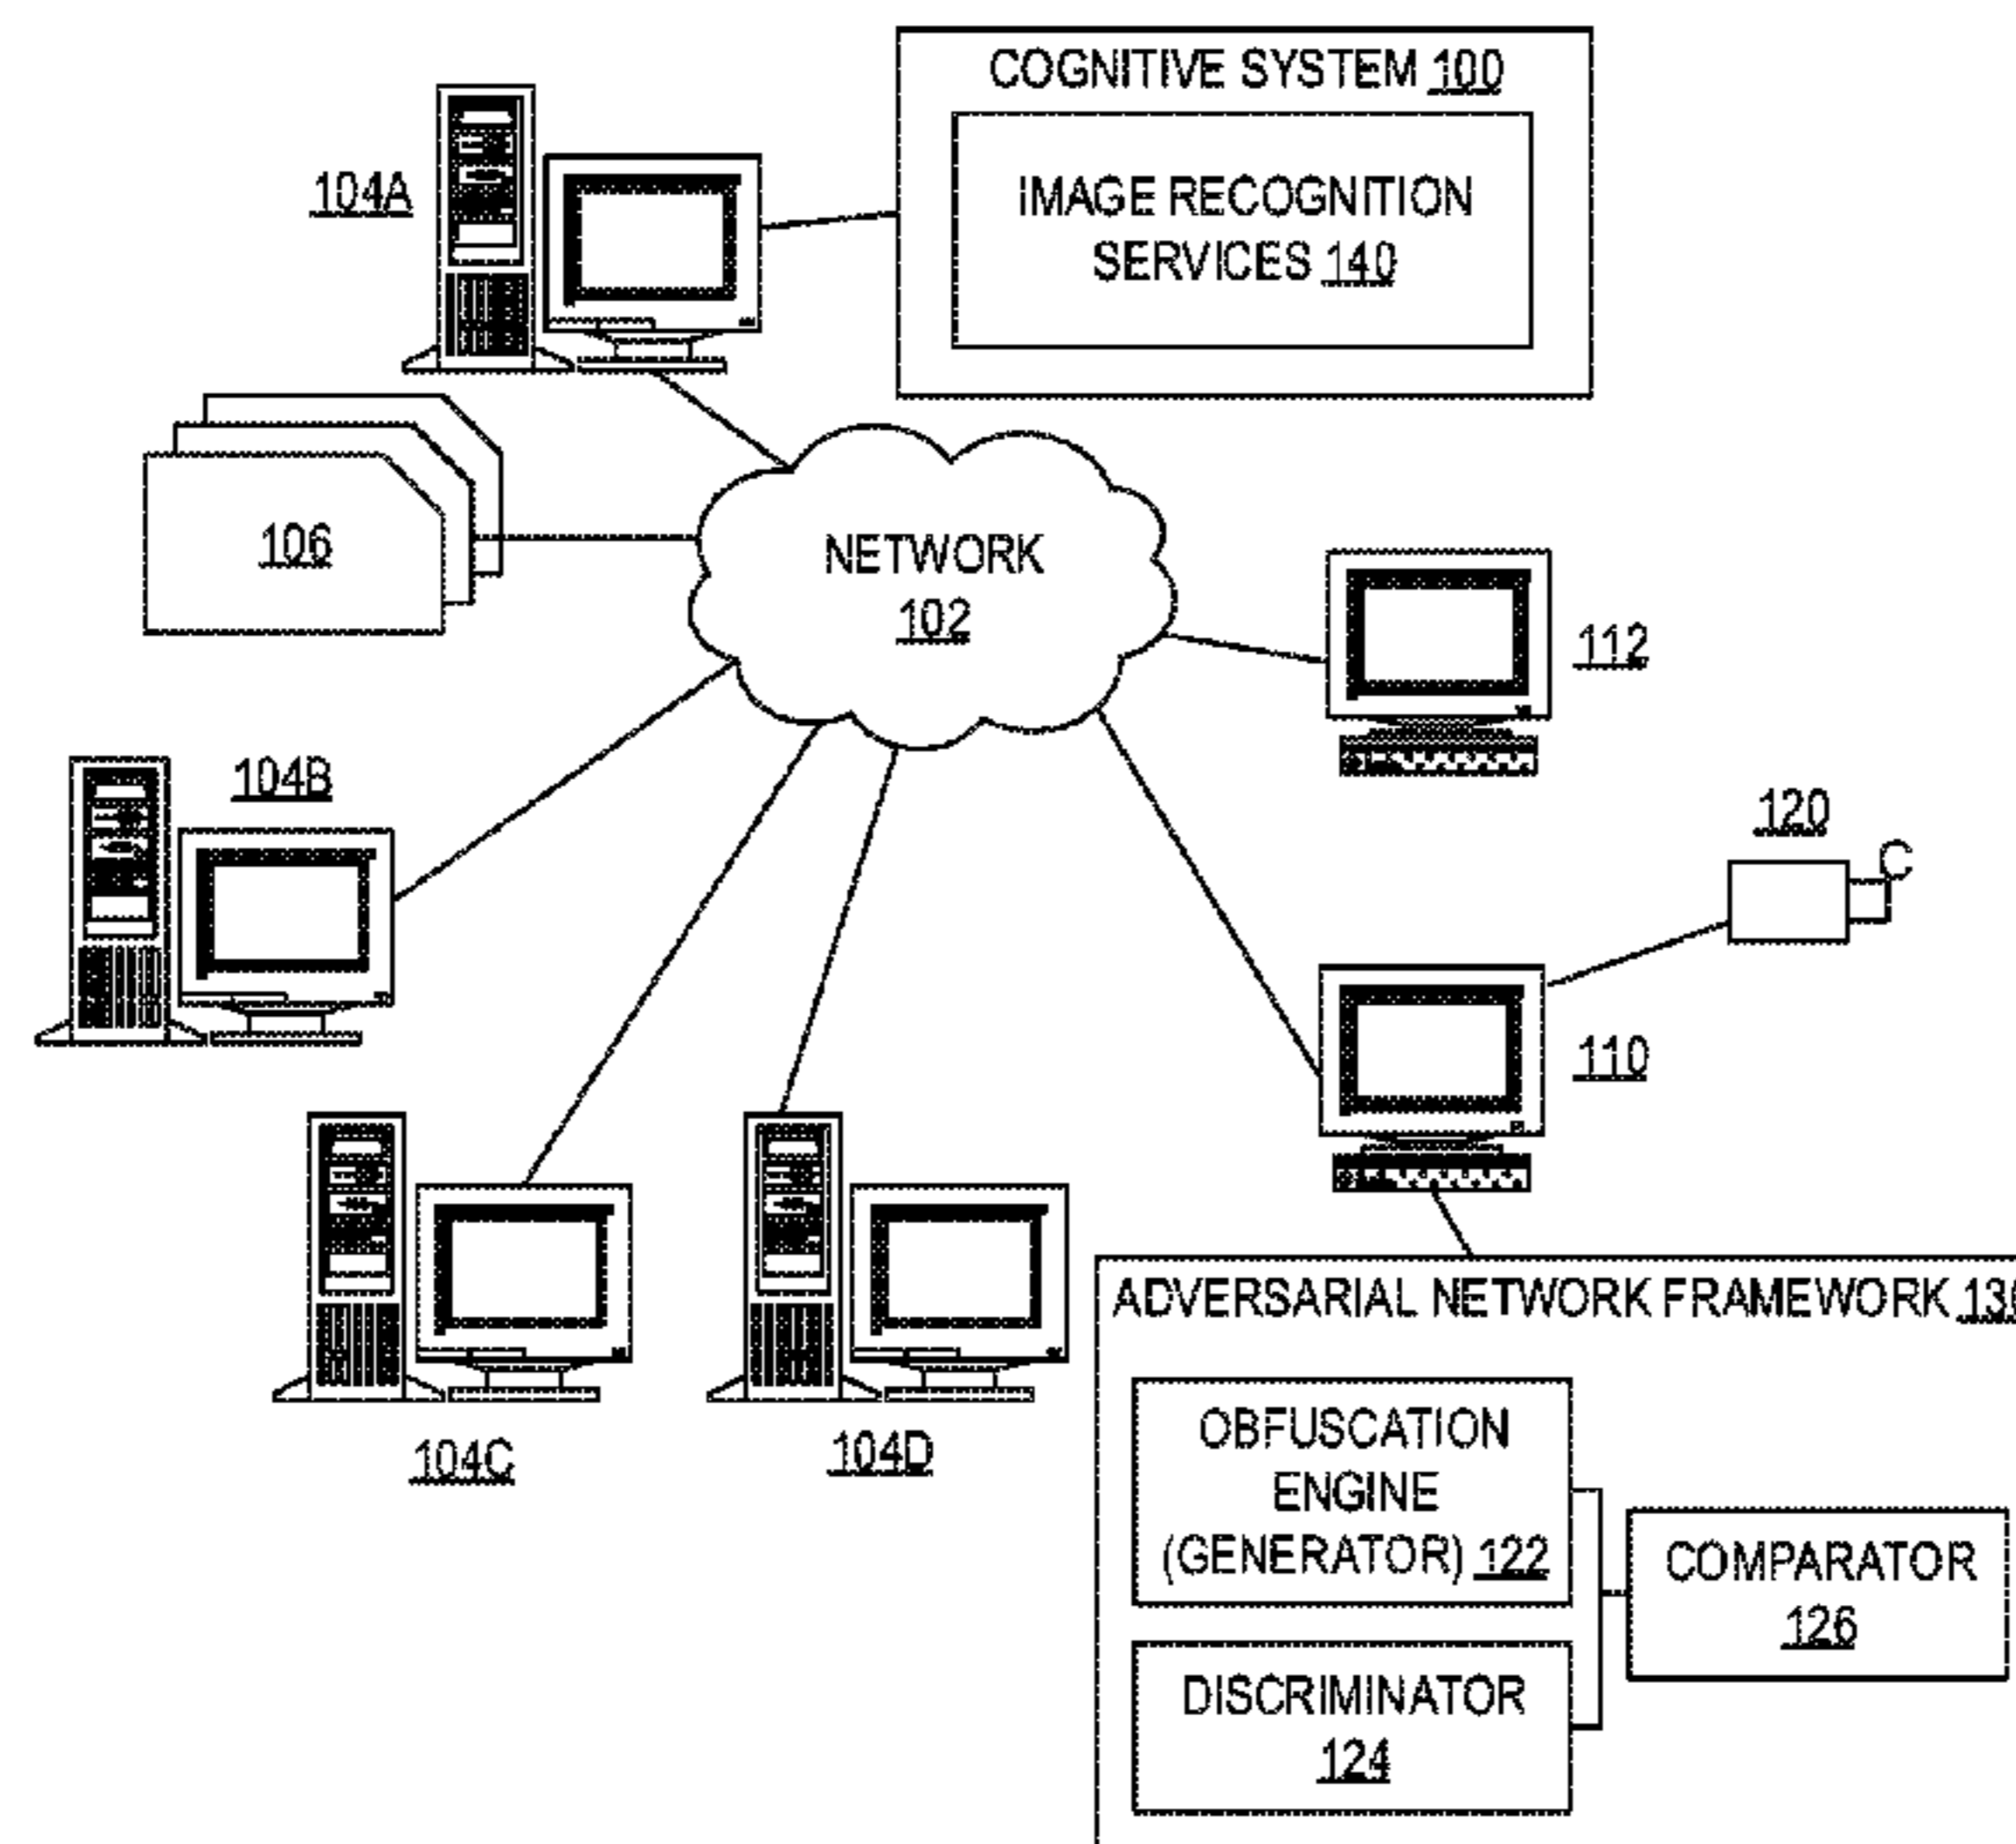 COGNITIVE SYSTEM 100
IMAGE RECOGNITION
SERVICES 140
104A
106
NETWORK
102
112
104B
120
C
110
104C
104D
ADVERSARIAL NETWORK FRAMEWORK
OBFUSCATION
ENGINE
(GENERATOR) 122
COMPARATOR
126
DISCRIMINATOR
124